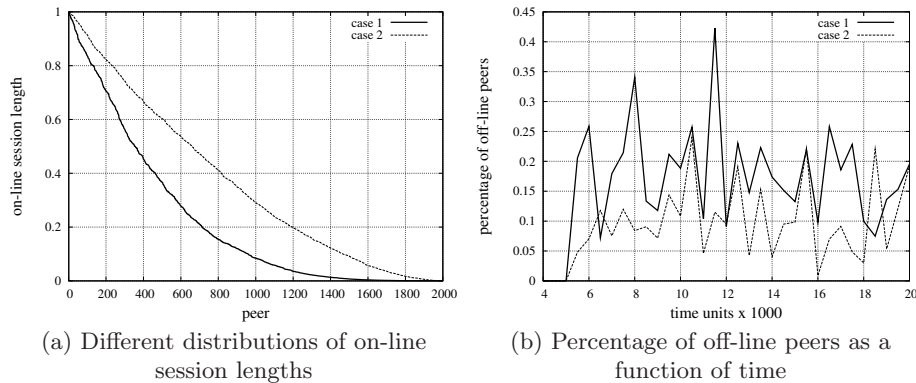 1
0.8
0.6
0.4
0.2
0
on-line session length
case 1
case 2
0 200 400 600 800 1000 1200 1400 1600 1800 2000
peer
(a) Different distributions of on-line
session lengths
0.45
0.4
0.35
0.3
0.25
0.2
0.15
0.1
0.05
0
percentage of off-line peers
case 1
case 2
4 6 8 10 12 14 16 18 20
time units x 1000
(b) Percentage of off-line peers as a
function of time